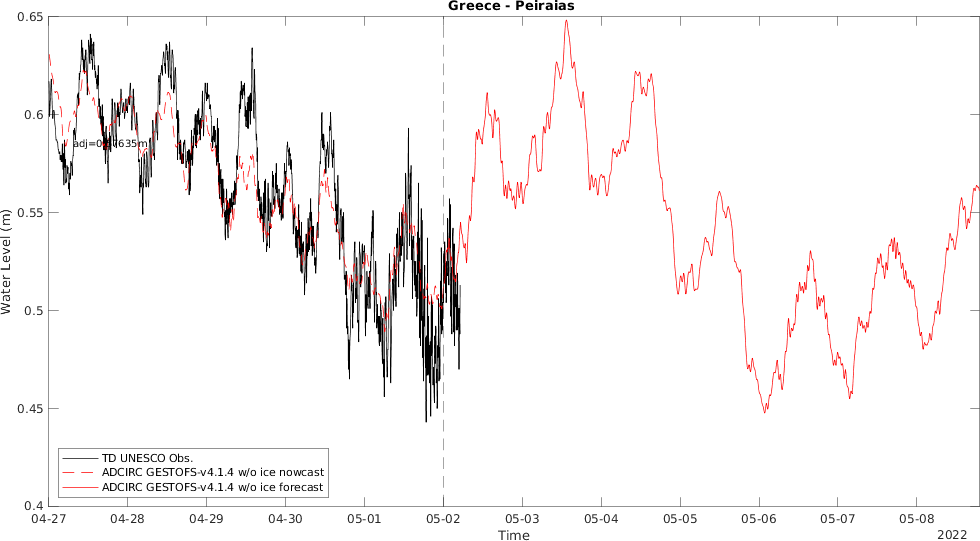 Greece - Peiraias
0.65
0.6
0.55
0.5
0.45
0.4
Water Level (m)
TD UNESCO Obs.
ADCIRC GESTOFS-v4.1.4 w/o ice nowcast
ADCIRC GESTOFS-v4.1.4 w/o ice forecast
04-27 04-28 04-29 04-30 05-01 05-02 05-03 05-04 05-05 05-06 05-07 05-08
Time
2022